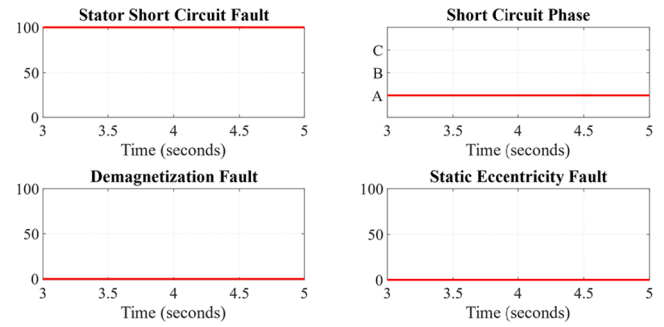 Stator Short Circuit Fault
100
50
0
3 3.5 4 4.5 5
Time (seconds)
Short Circuit Phase
C
B
A
3 3.5 4 4.5 5
Time (seconds)
Demagnetization Fault
100
50
0
3 3.5 4 4.5 5
Time (seconds)
Static Eccentricity Fault
100
50
0
3 3.5 4 4.5 5
Time (seconds)